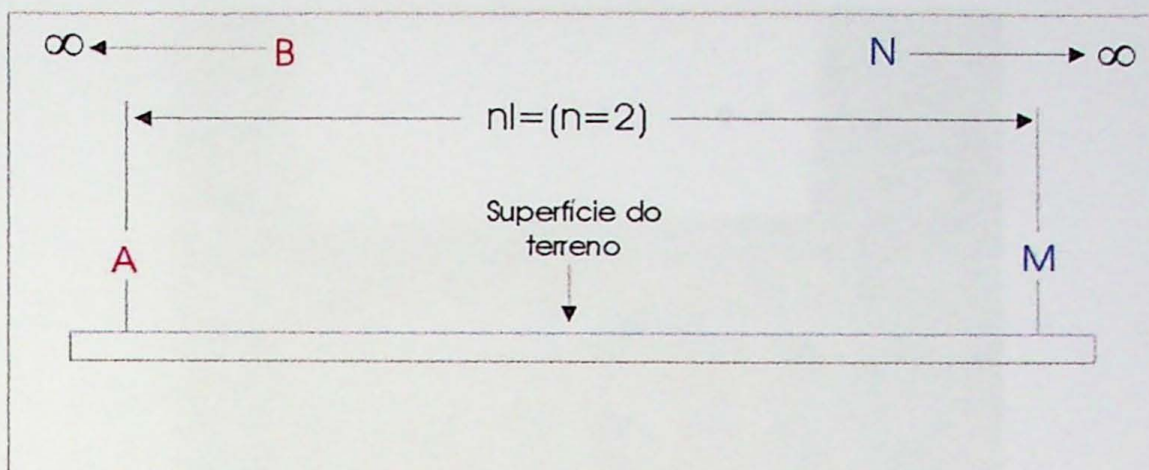 ∞ B N ∞
nl=(n=2)
Superfície do
terreno
A M